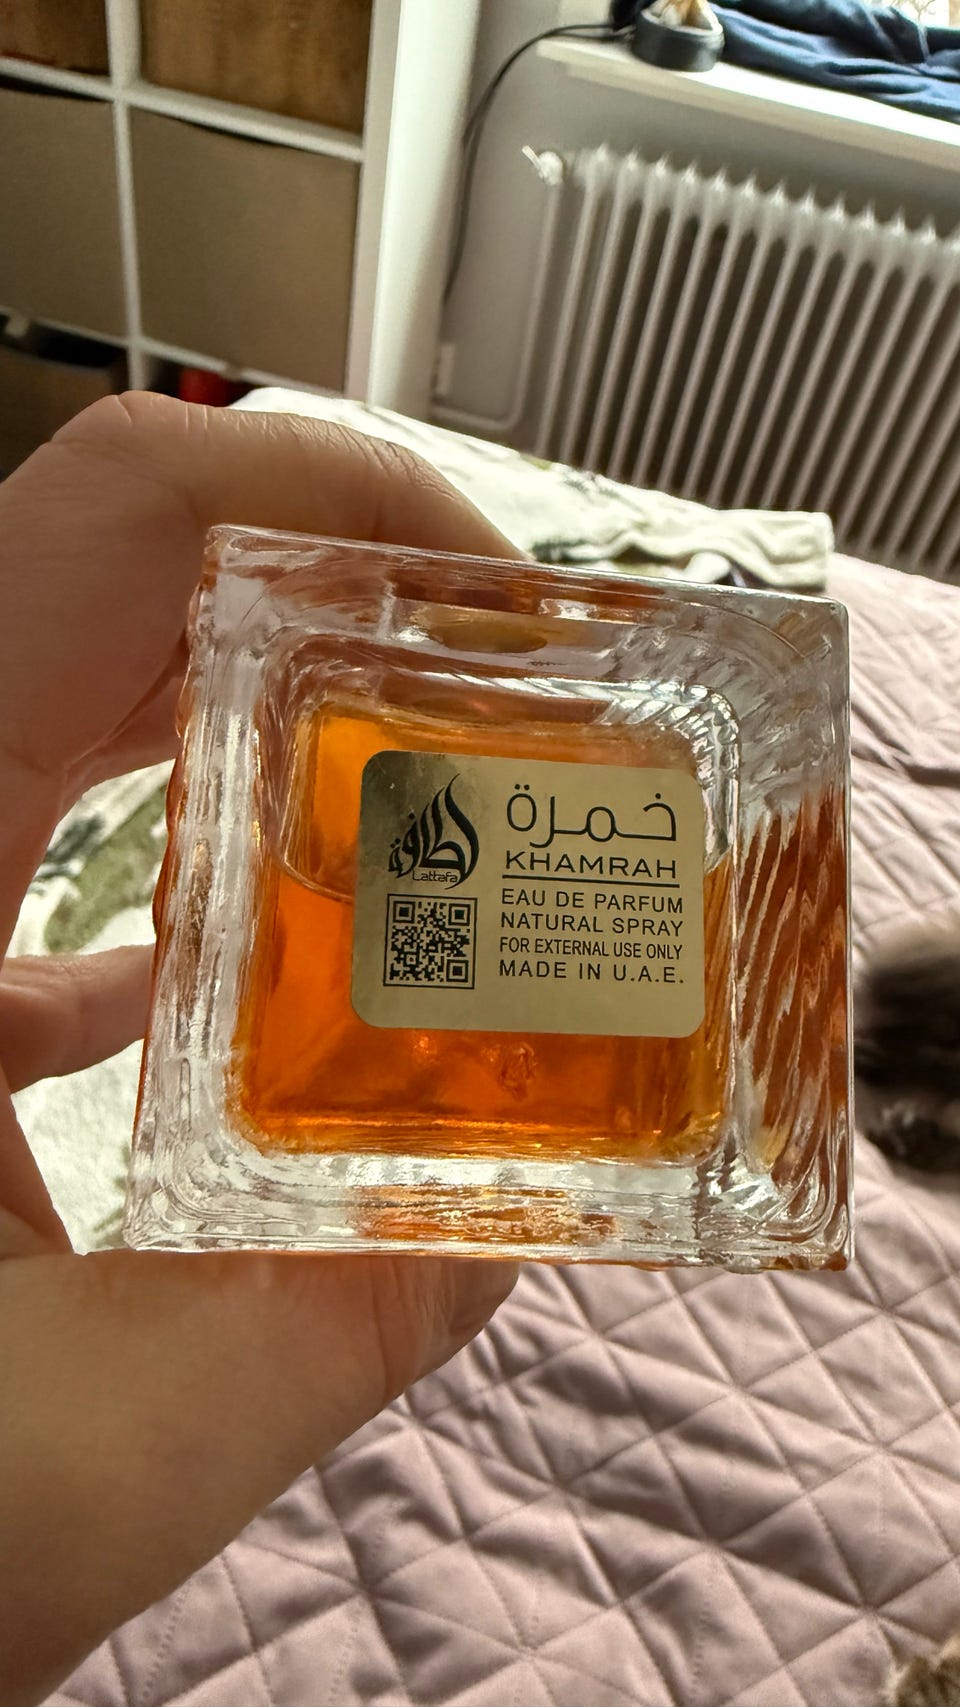 لطافة
Lattafa
خمرة
KHAMRAH
EAU DE PARFUM
NATURAL SPRAY
FOR EXTERNAL USE ONLY
MADE IN U.A.E.